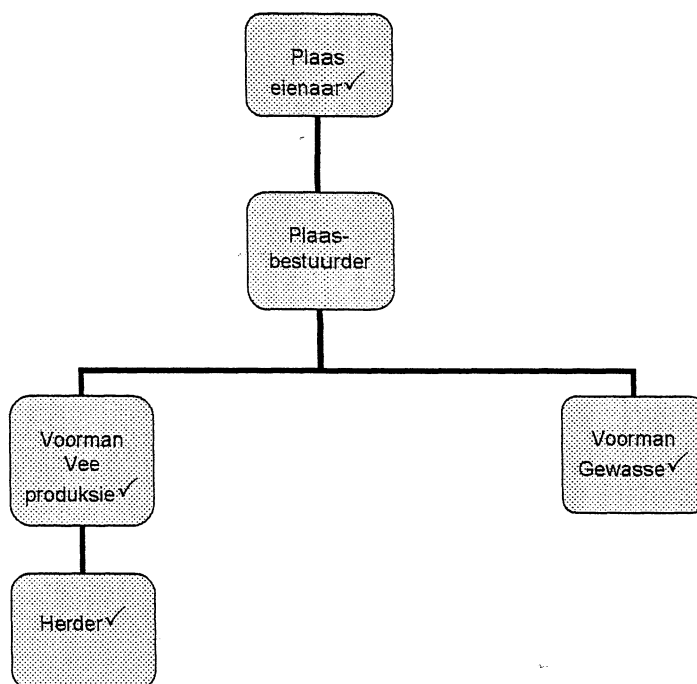 Plaas
eienaar✓
Plaas-
bestuurder
Voorman
Vee
produksie✓
Voorman
Gewasse✓
Herder✓